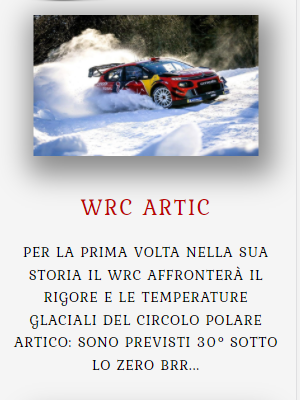 WRC ARTIC
PER LA PRIMA VOLTA NELLA SUA
STORIA IL WRC AFFRONTERÀ IL
RIGORE E LE TEMPERATURE
GLACIALI DEL CIRCOLO POLARE
ARTICO: SONO PREVISTI 30° SOTTO
LO ZERO BRR...